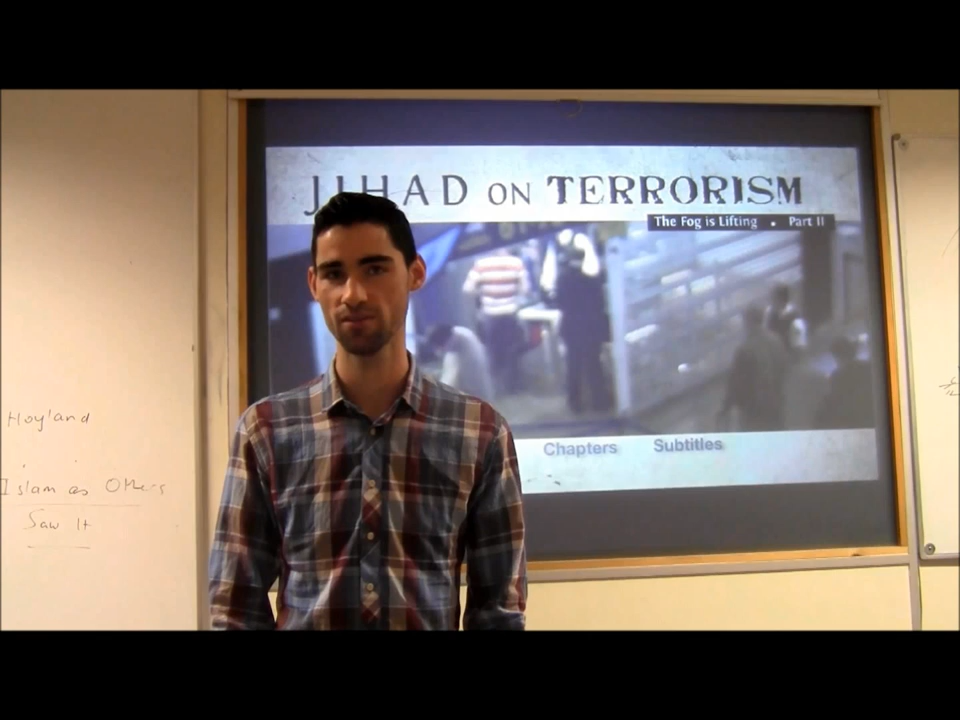 JIHAD ON TERRORISM
The Fog is Lifting • Part II
Chapters Subtitles
Hoyland
Islam as Others
Saw It